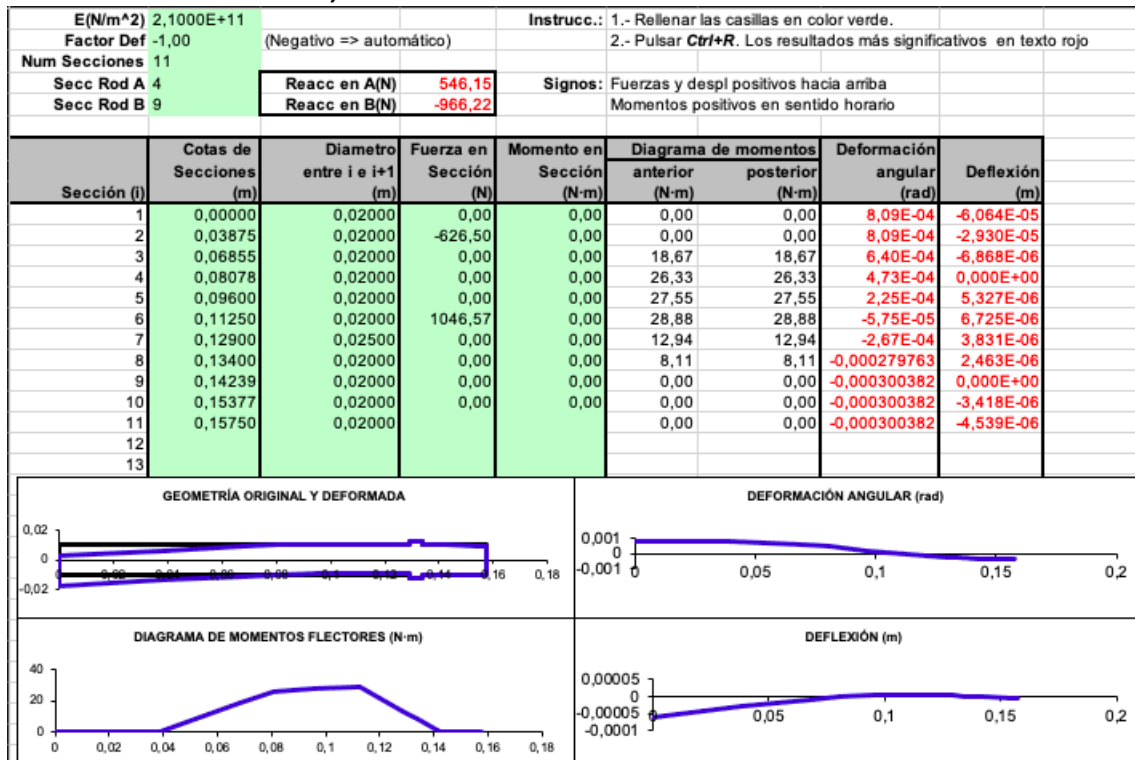 E(N/m^2) 2,1000E+11 Instrucc.: 1.- Rellenar las casillas en color verde.
Factor Def -1,00 (Negativo => automático) 2.- Pulsar Ctrl+R. Los resultados más significativos en texto rojo
Num Secciones 11
Secc Rod A 4 Reacc en A(N) 546,15 Signos: Fuerzas y despl positivos hacia arriba
Secc Rod B 9 Reacc en B(N) -966,22 Momentos positivos en sentido horario
Cotas de Diametro Fuerza en Momento en Diagrama de momentos Deformación
Secciones entre i e i+1 Sección Sección anterior posterior angular Deflexión
Sección (i) (m) (m) (N) (N·m) (N·m) (N·m) (rad) (m)
1 0,00000 0,02000 0,00 0,00 0,00 0,00 8,09E-04 -6,064E-05
2 0,03875 0,02000 -626,50 0,00 0,00 0,00 8,09E-04 -2,930E-05
3 0,06855 0,02000 0,00 0,00 18,67 18,67 6,40E-04 -6,868E-06
4 0,08078 0,02000 0,00 0,00 26,33 26,33 4,73E-04 0,000E+00
5 0,09600 0,02000 0,00 0,00 27,55 27,55 2,25E-04 5,327E-06
6 0,11250 0,02000 1046,57 0,00 28,88 28,88 -5,75E-05 6,725E-06
7 0,12900 0,02500 0,00 0,00 12,94 12,94 -2,67E-04 3,831E-06
8 0,13400 0,02000 0,00 0,00 8,11 8,11 -0,000279763 2,463E-06
9 0,14239 0,02000 0,00 0,00 0,00 0,00 -0,000300382 0,000E+00
10 0,15377 0,02000 0,00 0,00 0,00 0,00 -0,000300382 -3,418E-06
11 0,15750 0,02000 0,00 0,00 -0,000300382 -4,539E-06
12
13
GEOMETRÍA ORIGINAL Y DEFORMADA
0,02
0
-0,02
0,02 0,04 0,06 0,08 0,1 0,12 0,14 0,16 0,18
DEFORMACIÓN ANGULAR (rad)
0,001
0
-0,001
0 0,05 0,1 0,15 0,2
DIAGRAMA DE MOMENTOS FLECTORES (N·m)
40
20
0
0 0,02 0,04 0,06 0,08 0,1 0,12 0,14 0,16 0,18
DEFLEXIÓN (m)
0,00005
0
-0,00005
-0,0001
0 0,05 0,1 0,15 0,2